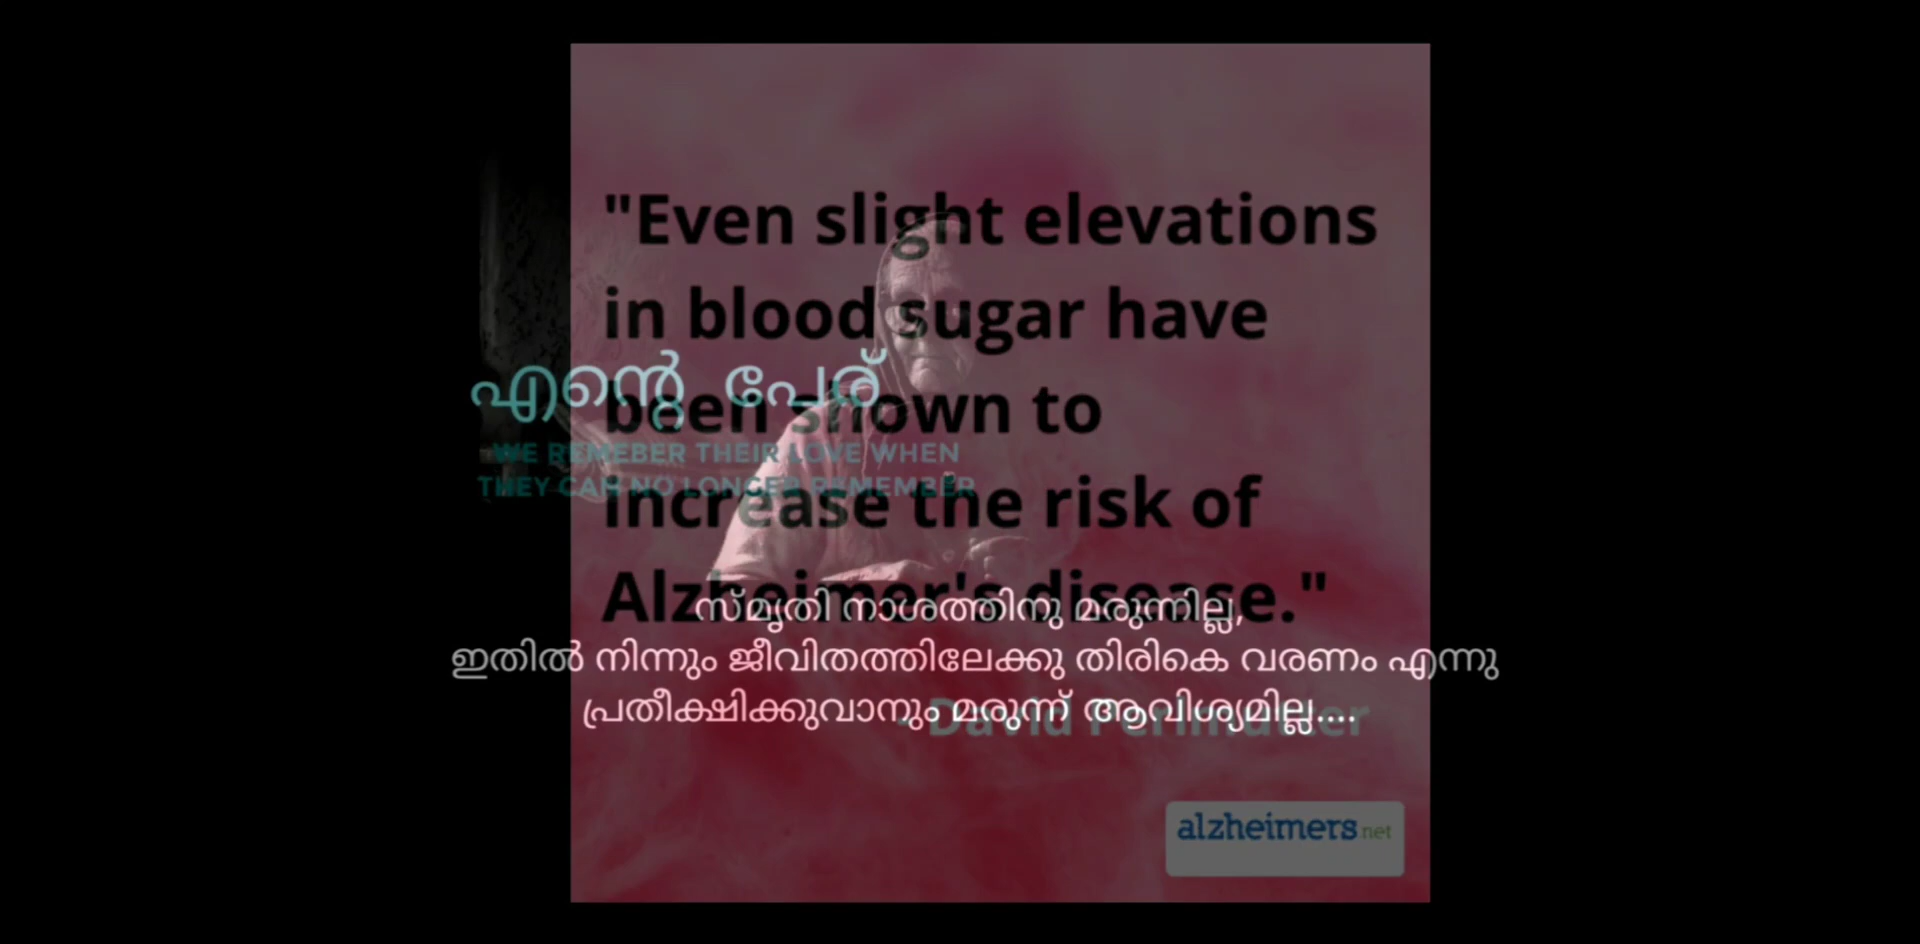 "Even slight elevations
in blood sugar have
been shown to
increase the risk of
Alzheimer's disease."
- David Perlmutter
എന്റെ പേര്
WE REMEBER THEIR LOVE WHEN
THEY CAN NO LONGER REMEMBER
സ്മൃതി നാശത്തിനു മരുന്നില്ല,
ഇതിൽ നിന്നും ജീവിതത്തിലേക്കു തിരികെ വരണം എന്നു
പ്രതീക്ഷിക്കുവാനും മരുന്ന് ആവിശ്യമില്ല....
alzheimers.net